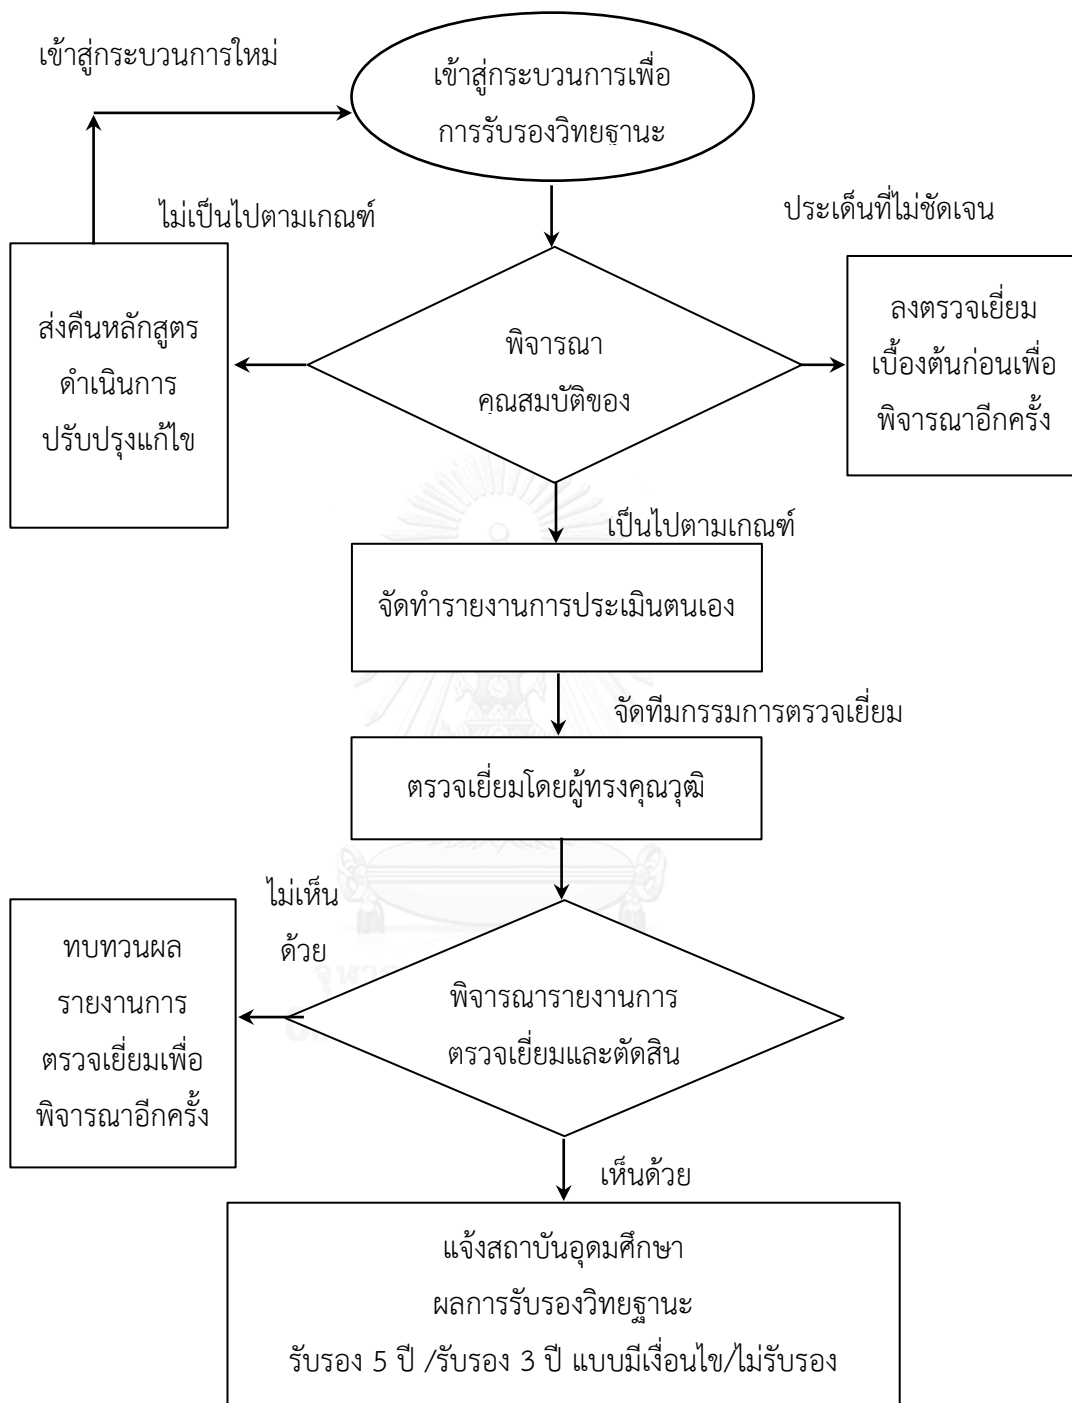 เข้าสู่กระบวนการใหม่
เข้าสู่กระบวนการเพื่อ
การรับรองวิทยฐานะ
ไม่เป็นไปตามเกณฑ์
ประเด็นที่ไม่ชัดเจน
ส่งคืนหลักสูตร
ดำเนินการ
ปรับปรุงแก้ไข
พิจารณา
คุณสมบัติของ
ลงตรวจเยี่ยม
เบื้องต้นก่อนเพื่อ
พิจารณาอีกครั้ง
เป็นไปตามเกณฑ์
จัดทำรายงานการประเมินตนเอง
จัดทีมกรรมการตรวจเยี่ยม
ตรวจเยี่ยมโดยผู้ทรงคุณวุฒิ
ไม่เห็น
ด้วย
ทบทวนผล
รายงานการ
ตรวจเยี่ยมเพื่อ
พิจารณาอีกครั้ง
พิจารณารายงานการ
ตรวจเยี่ยมและตัดสิน
เห็นด้วย
แจ้งสถาบันอุดมศึกษา
ผลการรับรองวิทยฐานะ
รับรอง 5 ปี /รับรอง 3 ปี แบบมีเงื่อนไข/ไม่รับรอง